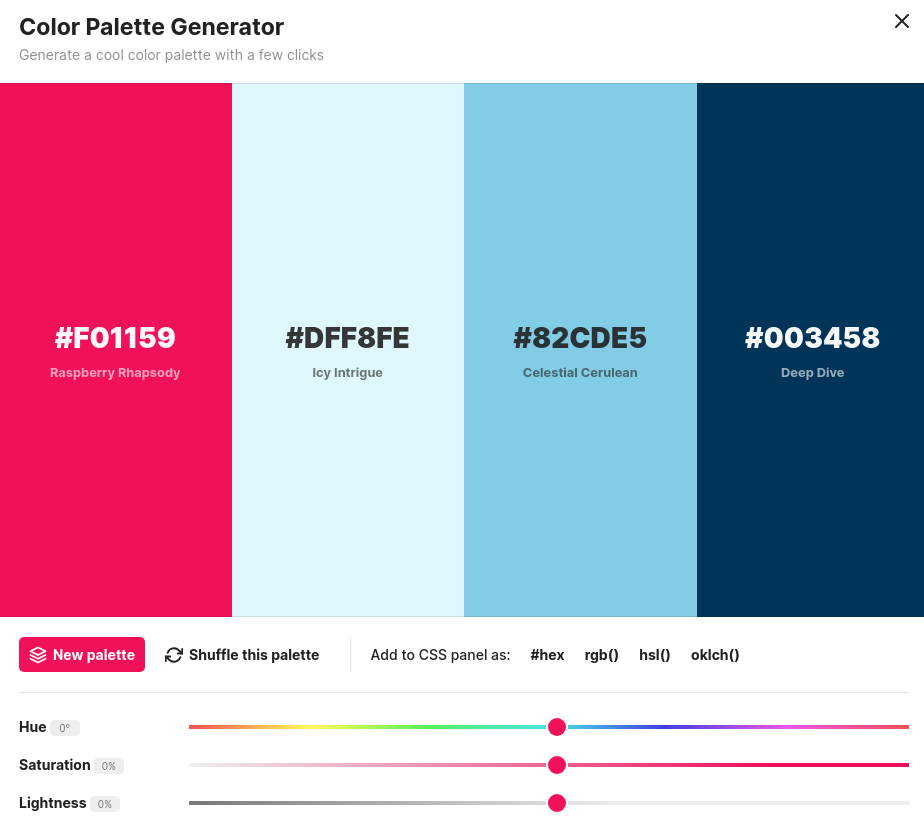 Color Palette Generator
Generate a cool color palette with a few clicks
#F01159
Raspberry Rhapsody
#DFF8FE
Icy Intrigue
#82CDE5
Celestial Cerulean
#003458
Deep Dive
New palette
Shuffle this palette
Add to CSS panel as: #hex rgb() hsl() oklch()
Hue 0°
Saturation 0%
Lightness 0%